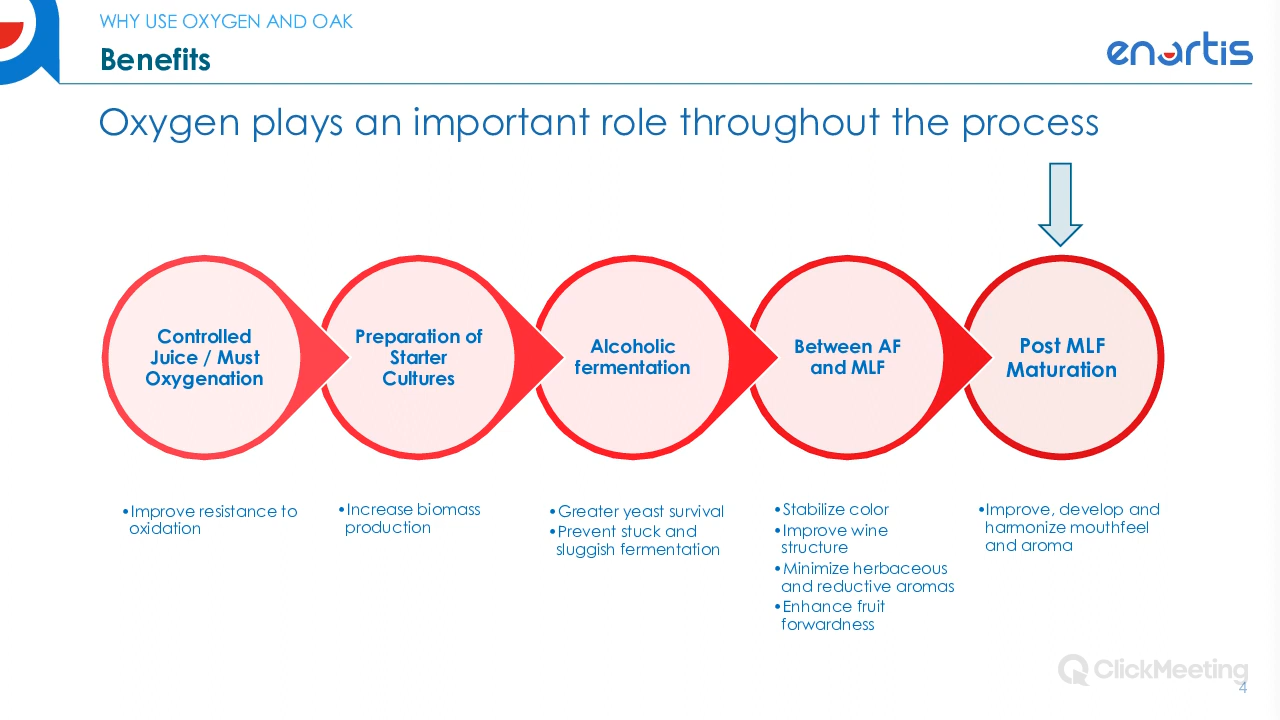 WHY USE OXYGEN AND OAK
Benefits
enartis
Oxygen plays an important role throughout the process
Controlled
Juice / Must
Oxygenation
Preparation of
Starter
Cultures
Alcoholic
fermentation
Between AF
and MLF
Post MLF
Maturation
•Improve resistance to
oxidation
•Increase biomass
production
•Greater yeast survival
•Prevent stuck and
sluggish fermentation
•Stabilize color
•Improve wine
structure
•Minimize herbaceous
and reductive aromas
•Enhance fruit
forwardness
•Improve, develop and
harmonize mouthfeel
and aroma
ClickMeeting
4